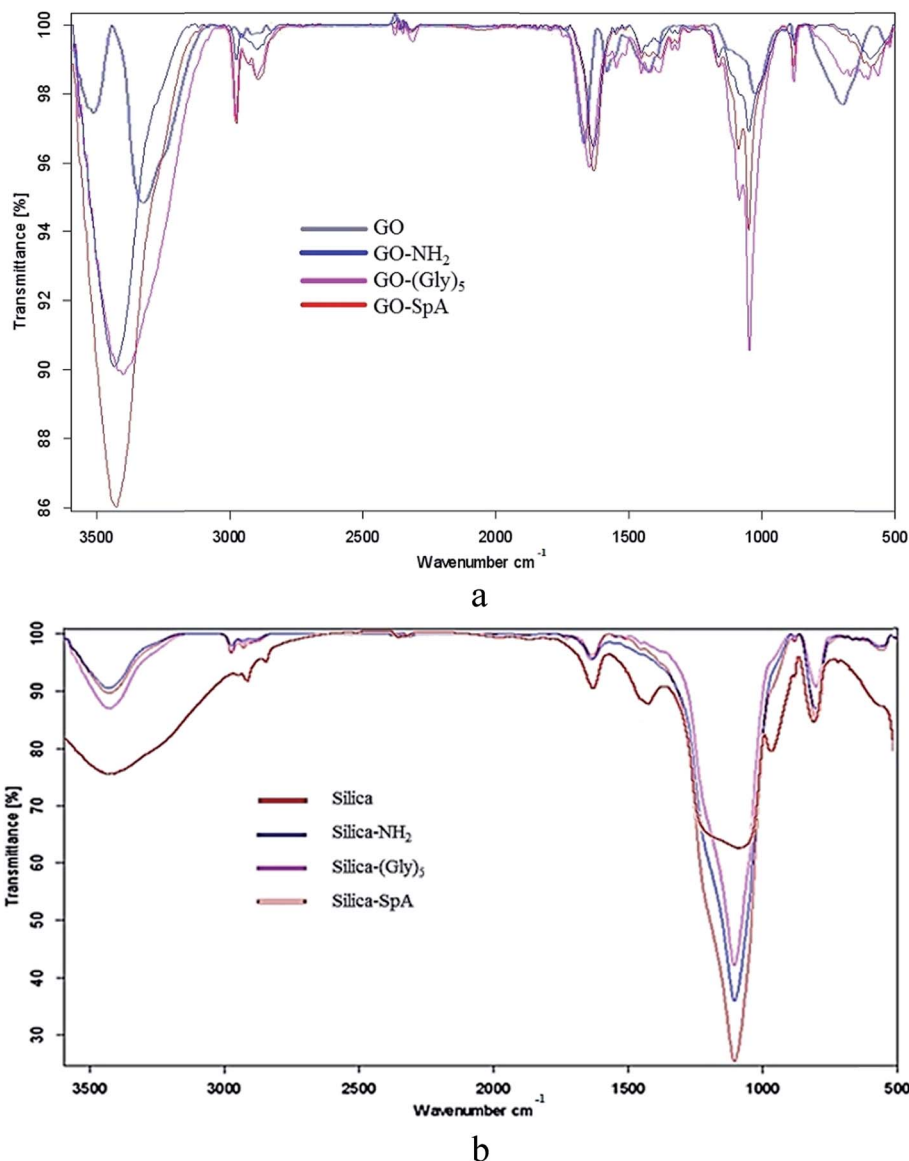 100
98
96
94
92
90
88
86
Transmittance [%]
GO
GO-NH₂
GO-(Gly)₅
GO-SpA
3500 3000 2500 2000 1500 1000 500
Wavenumber cm⁻¹
a
100
90
80
70
60
50
40
30
Transmittance [%]
Silica
Silica-NH₂
Silica-(Gly)₅
Silica-SpA
3500 3000 2500 2000 1500 1000 500
Wavenumber cm⁻¹
b